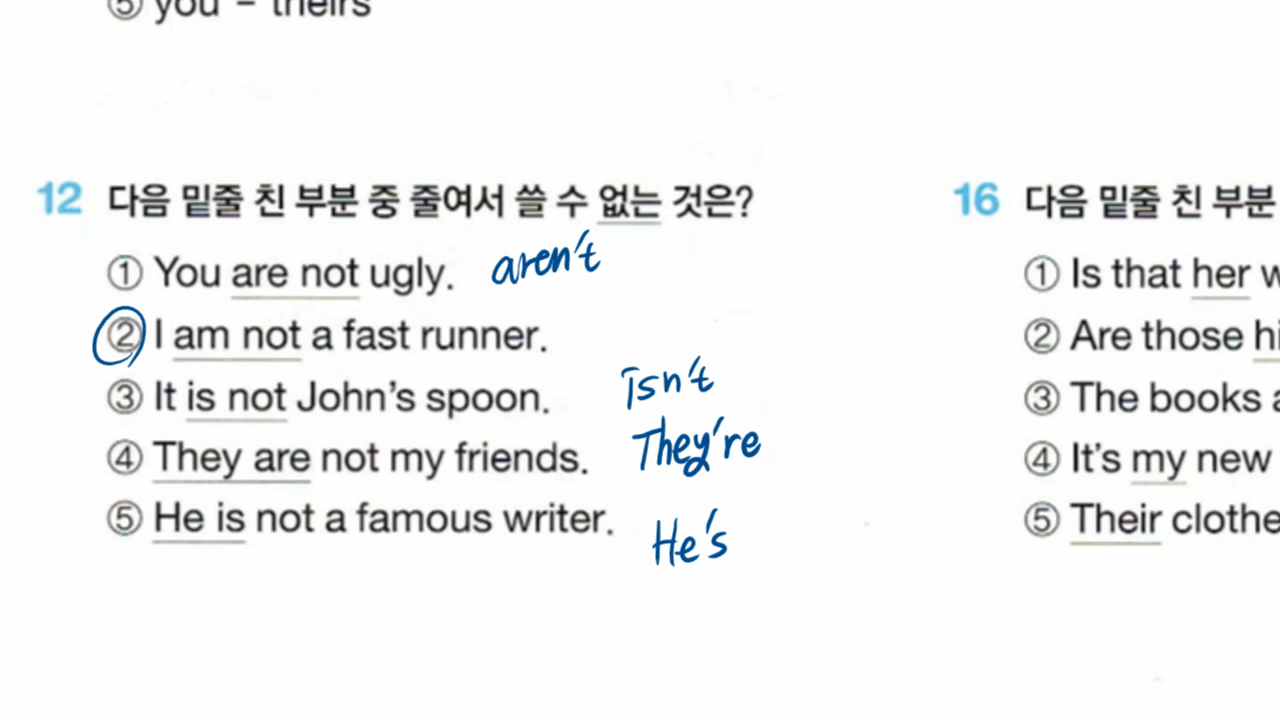 ⑤ you - theirs
12 다음 밑줄 친 부분 중 줄여서 쓸 수 없는 것은?
① You are not ugly. aren't
② I am not a fast runner.
③ It is not John's spoon. isn't
④ They are not my friends. They're
⑤ He is not a famous writer. He's
16 다음 밑줄 친 부분
① Is that her
② Are those
③ The books
④ It's my new
⑤ Their